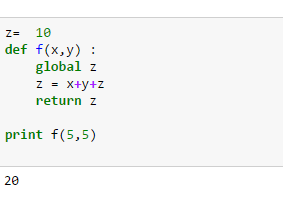 z=  10
def f(x,y) :
    global z
    z = x+y+z
    return z

print f(5,5)

20